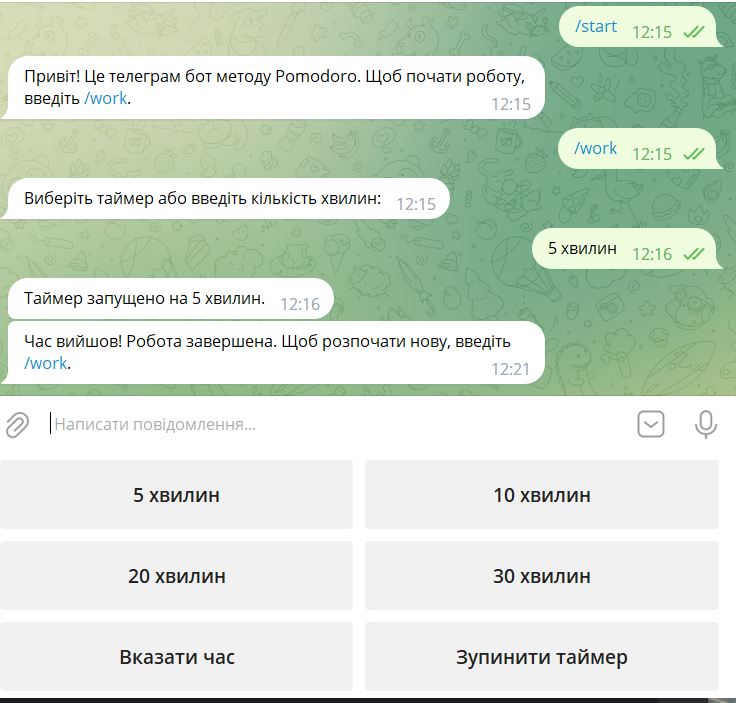 /start 12:15
Привіт! Це телеграм бот методу Pomodoro. Щоб почати роботу,
введіть /work. 12:15
/work 12:15
Виберіть таймер або введіть кількість хвилин: 12:15
5 хвилин 12:16
Таймер запущено на 5 хвилин. 12:16
Час вийшов! Робота завершена. Щоб розпочати нову, введіть
/work. 12:21
Написати повідомлення...
5 хвилин
10 хвилин
20 хвилин
30 хвилин
Вказати час
Зупинити таймер